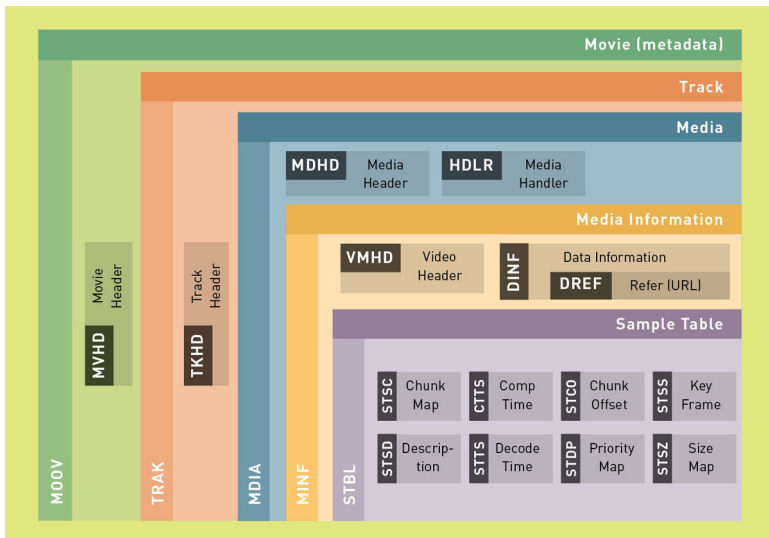 Movie (metadata)
Track
Media
MDHD
Media
Header
HDLR
Media
Handler
Media Information
VMHD
Video
Header
DINF
Data Information
DREF
Refer (URL)
MVHD
Movie
Header
TKHD
Track
Header
Sample Table
STSC
Chunk
Map
CTTS
Comp
Time
STCO
Chunk
Offset
STSS
Key
Frame
STSD
Descrip-
tion
STTS
Decode
Time
STDP
Priority
Map
STSZ
Size
Map
MOOV
TRAK
MDIA
MINF
STBL